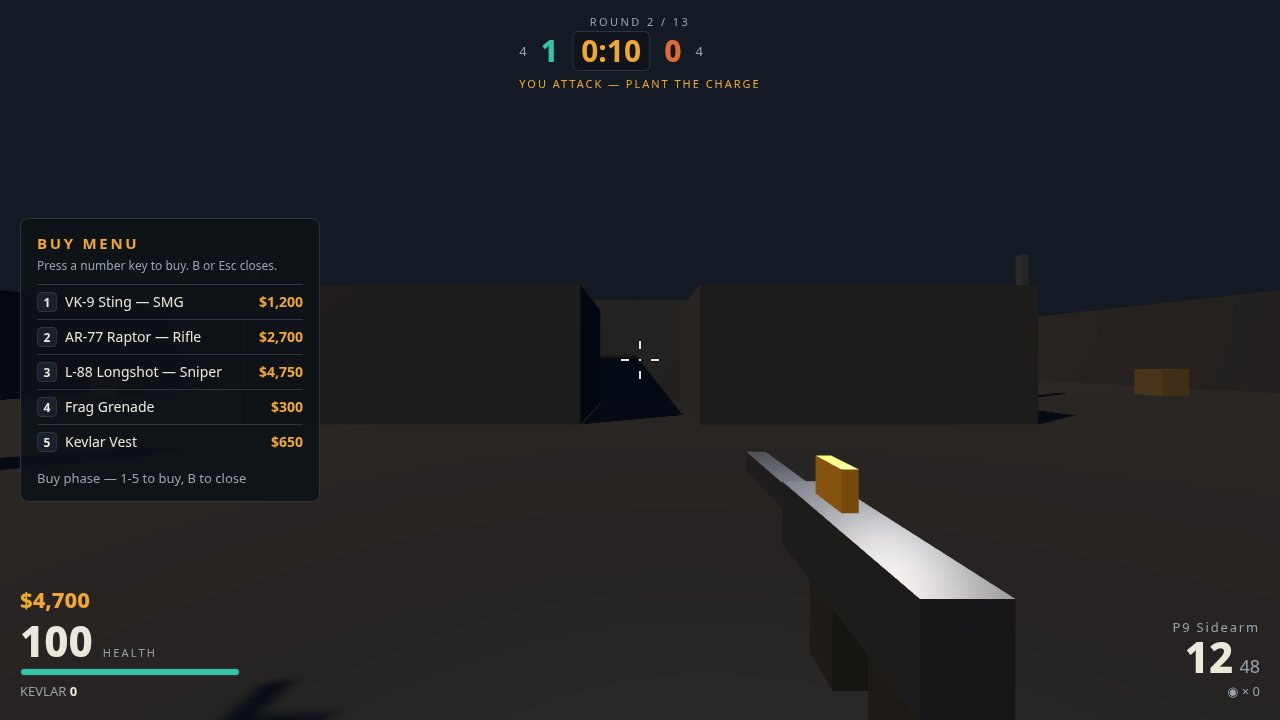 ROUND 2 / 13
4 1 0:10 0 4
YOU ATTACK — PLANT THE CHARGE
BUY MENU
Press a number key to buy. B or Esc closes.
1 VK-9 Sting — SMG $1,200
2 AR-77 Raptor — Rifle $2,700
3 L-88 Longshot — Sniper $4,750
4 Frag Grenade $300
5 Kevlar Vest $650
Buy phase — 1-5 to buy, B to close
$4,700
100 HEALTH
KEVLAR 0
P9 Sidearm
12 48
◉ × 0